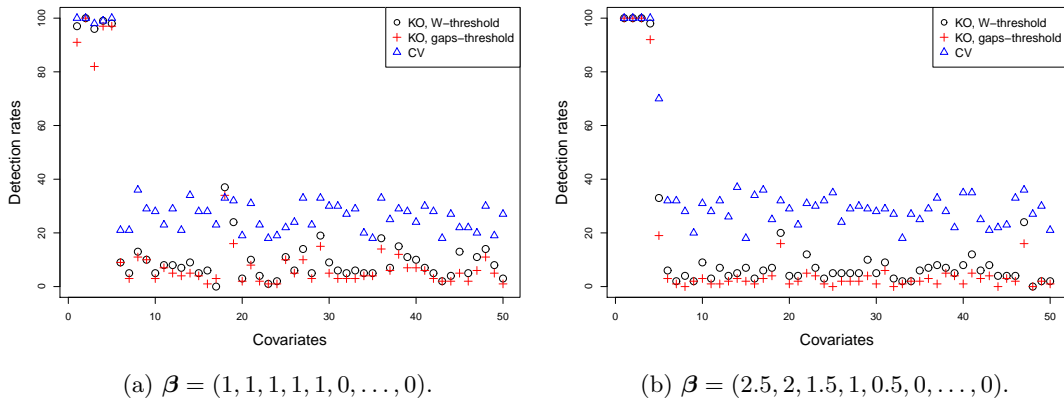 Detection rates
0
20
40
60
80
100
0
10
20
30
40
50
Covariates
KO, W−threshold
KO, gaps−threshold
CV
(a) β = (1, 1, 1, 1, 1, 0, . . . , 0).
Detection rates
0
20
40
60
80
100
0
10
20
30
40
50
Covariates
KO, W−threshold
KO, gaps−threshold
CV
(b) β = (2.5, 2, 1.5, 1, 0.5, 0, . . . , 0).